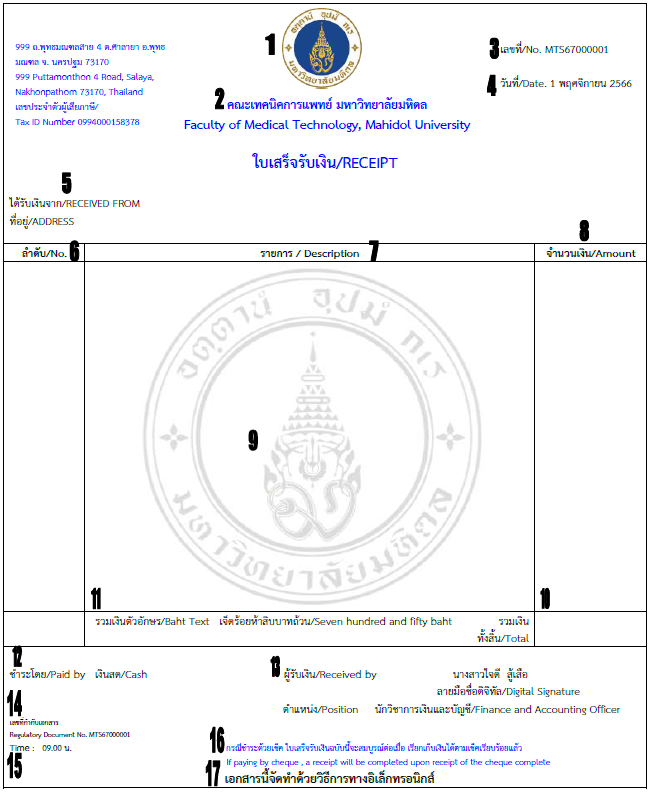 1
อตฺตานํ อุปมํ กเร
มหาวิทยาลัยมหิดล
999 ถ.พุทธมณฑลสาย 4 ต.ศาลายา อ.พุทธ
มณฑล จ. นครปฐม 73170
999 Puttamonthon 4 Road, Salaya,
Nakhonpathom 73170, Thailand
เลขประจำตัวผู้เสียภาษี/
Tax ID Number 0994000158378
3 เลขที่/No. MTS67000001
4 วันที่/Date. 1 พฤศจิกายน 2566
2 คณะเทคนิคการแพทย์ มหาวิทยาลัยมหิดล
Faculty of Medical Technology, Mahidol University
ใบเสร็จรับเงิน/RECEIPT
5
ได้รับเงินจาก/RECEIVED FROM
ที่อยู่/ADDRESS
8
ลำดับ/No. 6 รายการ / Description 7 จำนวนเงิน/Amount
อตฺตานํ อุปมํ กเร
9
มหาวิทยาลัยมหิดล
11 10
รวมเงินตัวอักษร/Baht Text เจ็ดร้อยห้าสิบบาทถ้วน/Seven hundred and fifty baht รวมเงิน
ทั้งสิ้น/Total
12 13
ชำระโดย/Paid by เงินสด/Cash ผู้รับเงิน/Received by นางสาวใจดี สู้เสือ
ลายมือชื่อดิจิทัล/Digital Signature
14 ตำแหน่ง/Position นักวิชาการเงินและบัญชี/Finance and Accounting Officer
เลขที่กำกับเอกสาร
Regulatory Document No. MTS67000001
Time : 09.00 น.
15
16 กรณีชำระด้วยเช็ค ใบเสร็จรับเงินฉบับนี้จะสมบูรณ์ต่อเมื่อ เรียกเก็บเงินได้ตามเช็คเรียบร้อยแล้ว
If paying by cheque , a receipt will be completed upon receipt of the cheque complete
17 เอกสารนี้จัดทำด้วยวิธีการทางอิเล็กทรอนิกส์